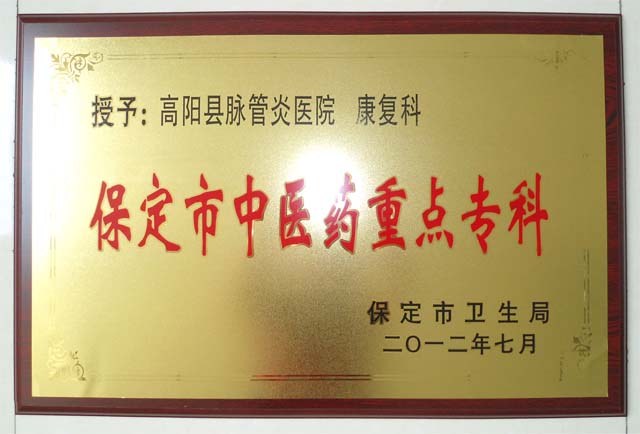 授予：高阳县脉管炎医院 康复科
保定市中医药重点专科
保定市卫生局
二〇一二年七月